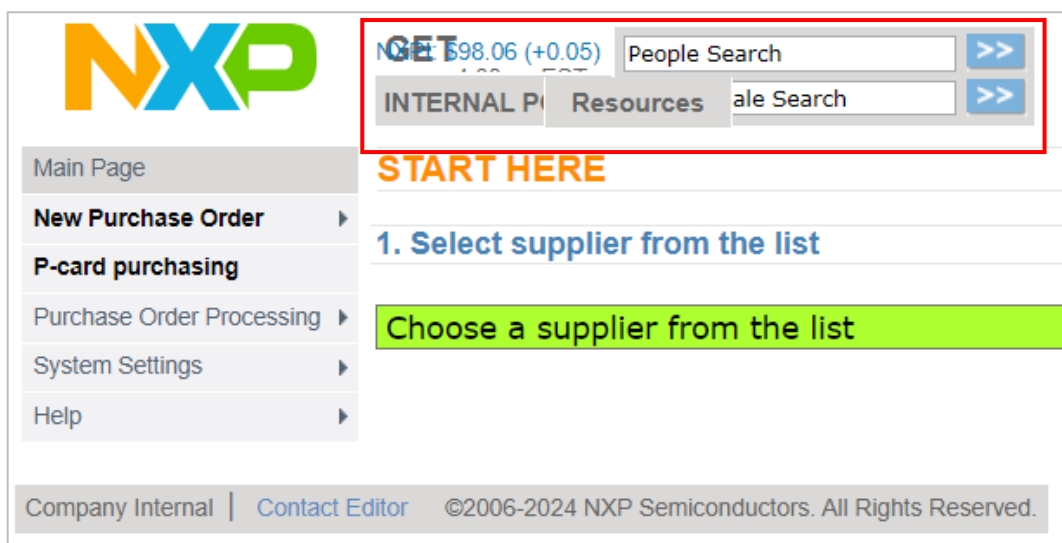 NXP
GET
$98.06 (+0.05)
People Search
>>
INTERNAL
Resources
Search
>>
Main Page
START HERE
New Purchase Order
1. Select supplier from the list
P-card purchasing
Purchase Order Processing
Choose a supplier from the list
System Settings
Help
Company Internal | Contact Editor ©2006-2024 NXP Semiconductors. All Rights Reserved.